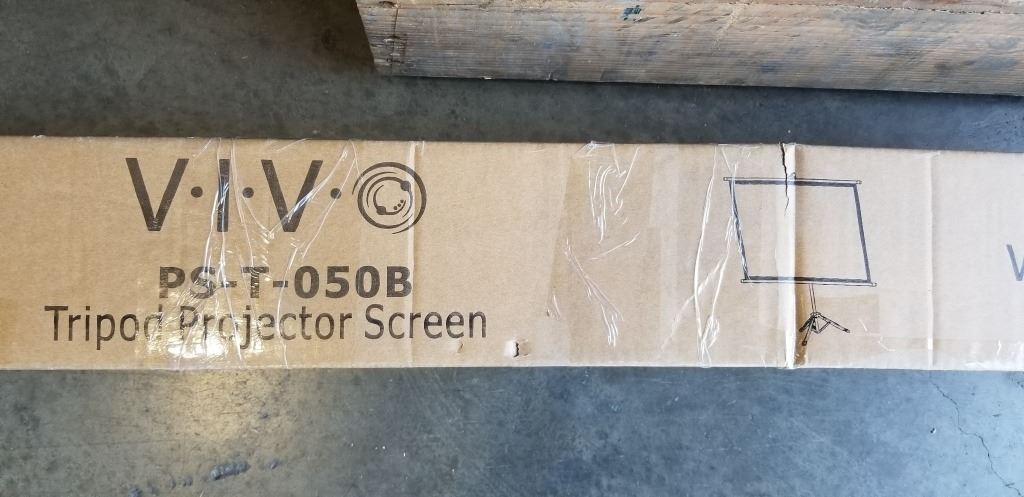 V·I·V·O
PS-T-050B
Tripod Projector Screen
V